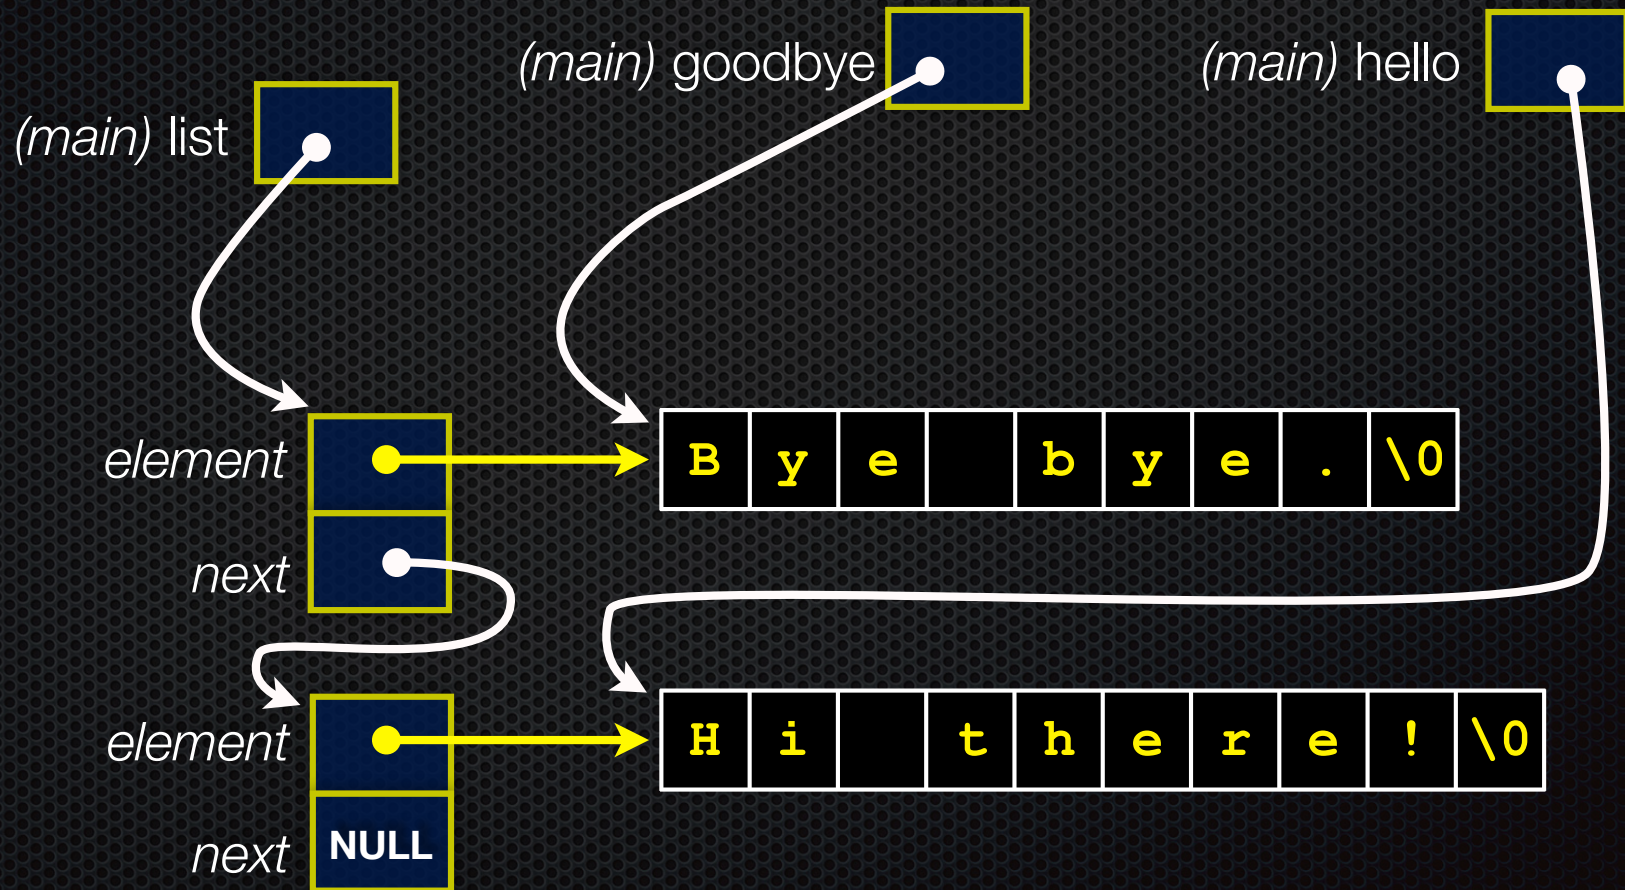 (main) goodbye
(main) hello
(main) list
element
B y e   b y e . \0
next
element
H i   t h e r e ! \0
next
NULL